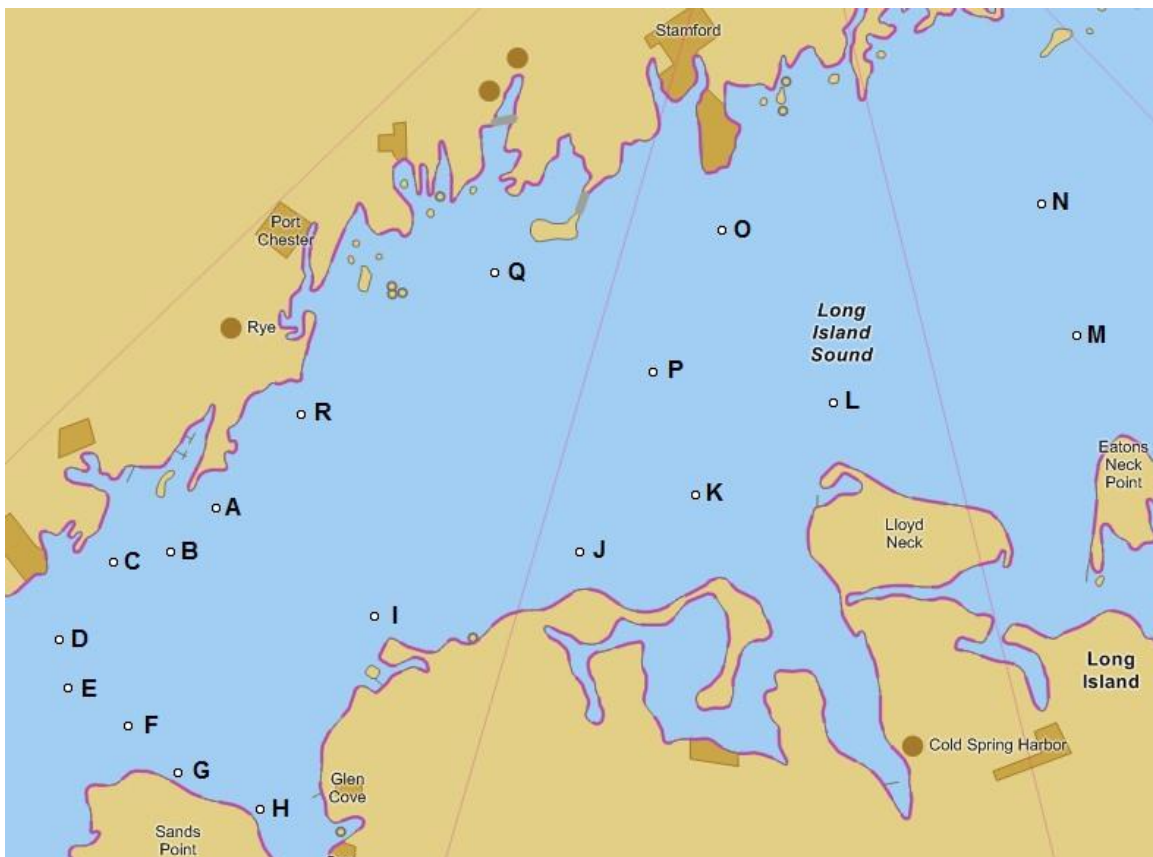 Stamford
N
Port
Chester
O
Q
Rye
Long
Island
Sound
M
P
L
R
Eatons
Neck
Point
K
A
Lloyd
Neck
B
J
C
I
D
Long
Island
E
F
Cold Spring Harbor
G
Glen
Cove
H
Sands
Point